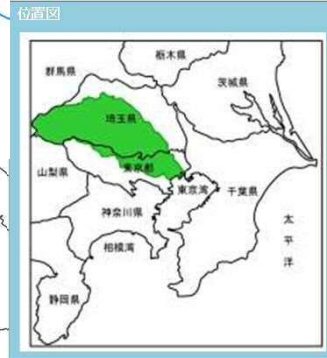 位置図
栃木県
群馬県
茨城県
埼玉県
東京都
山梨県
東京湾
千葉県
神奈川県
太平洋
相模湾
静岡県